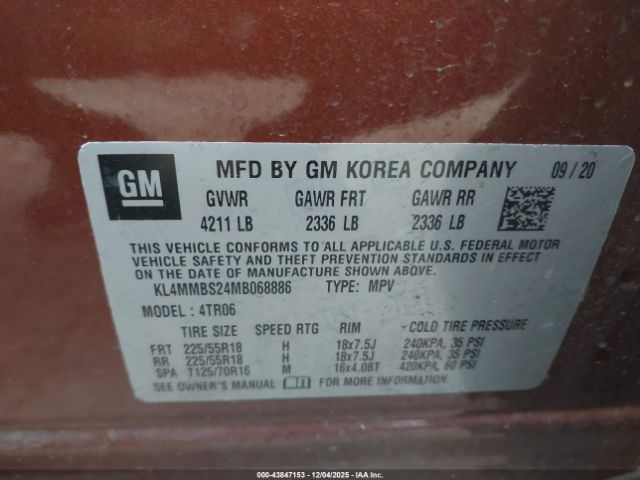 GM MFD BY GM KOREA COMPANY 09 / 20
GVWR GAWR FRT GAWR RR
4211 LB 2336 LB 2336 LB
THIS VEHICLE CONFORMS TO ALL APPLICABLE U.S. FEDERAL MOTOR
VEHICLE SAFETY AND THEFT PREVENTION STANDARDS IN EFFECT
ON THE DATE OF MANUFACTURE SHOWN ABOVE.
KL4MMBS24MB068886 TYPE: MPV
MODEL: 4TR06
TIRE SIZE SPEED RTG RIM COLD TIRE PRESSURE
FRT 225/55R18 H 18x7.5J 240KPA, 35 PSI
RR 225/55R18 H 18x7.5J 240KPA, 35 PSI
SPA T125/70R16 M 16x4.0BT 420KPA, 60 PSI
SEE OWNER'S MANUAL FOR MORE INFORMATION.
000-43847153 - 12/04/2025 - IAAI, Inc.